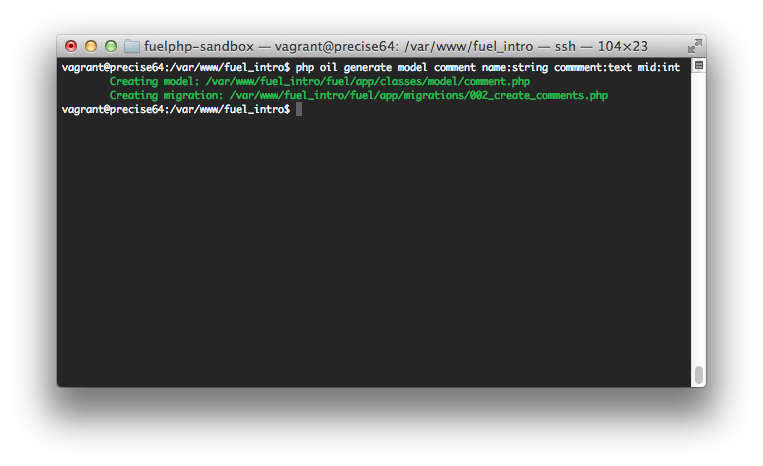 fuelphp-sandbox — vagrant@precise64: /var/www/fuel_intro — ssh — 104×23
vagrant@precise64:/var/www/fuel_intro$ php oil generate model comment name:string commment:text mid:int
Creating model: /var/www/fuel_intro/fuel/app/classes/model/comment.php
Creating migration: /var/www/fuel_intro/fuel/app/migrations/002_create_comments.php
vagrant@precise64:/var/www/fuel_intro$